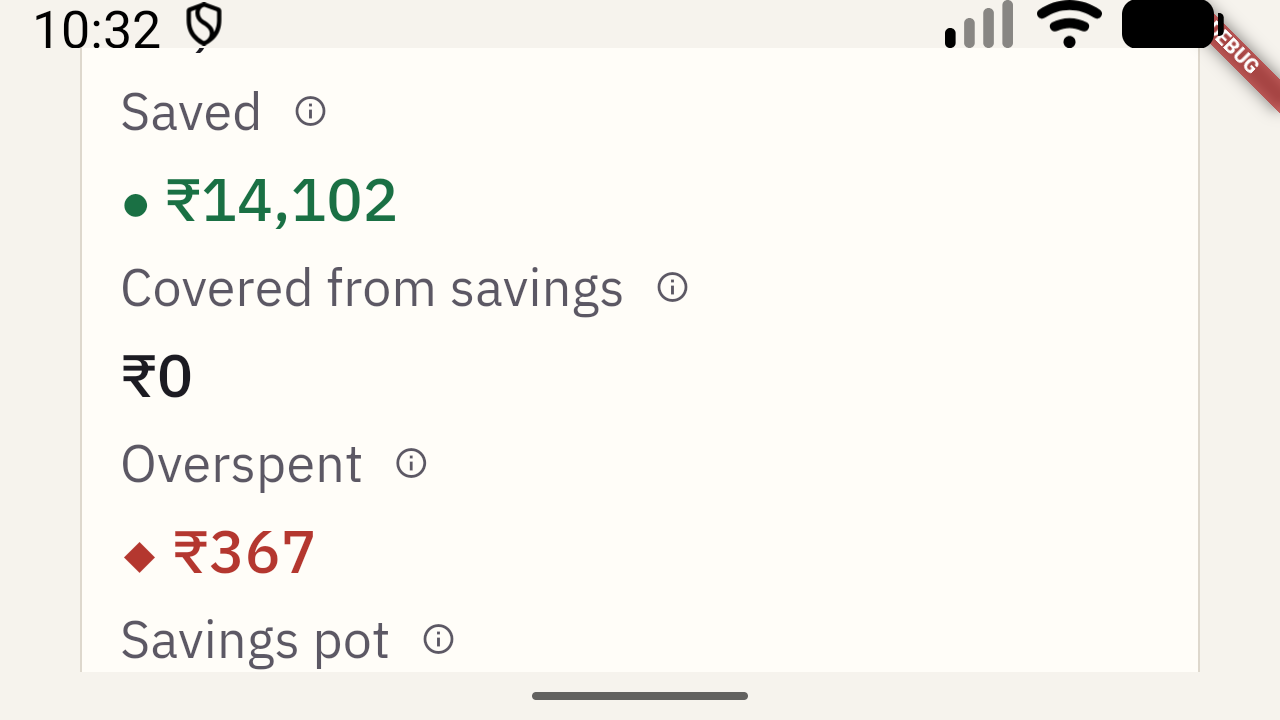 10:32
Saved
₹14,102
Covered from savings
₹0
Overspent
₹367
Savings pot